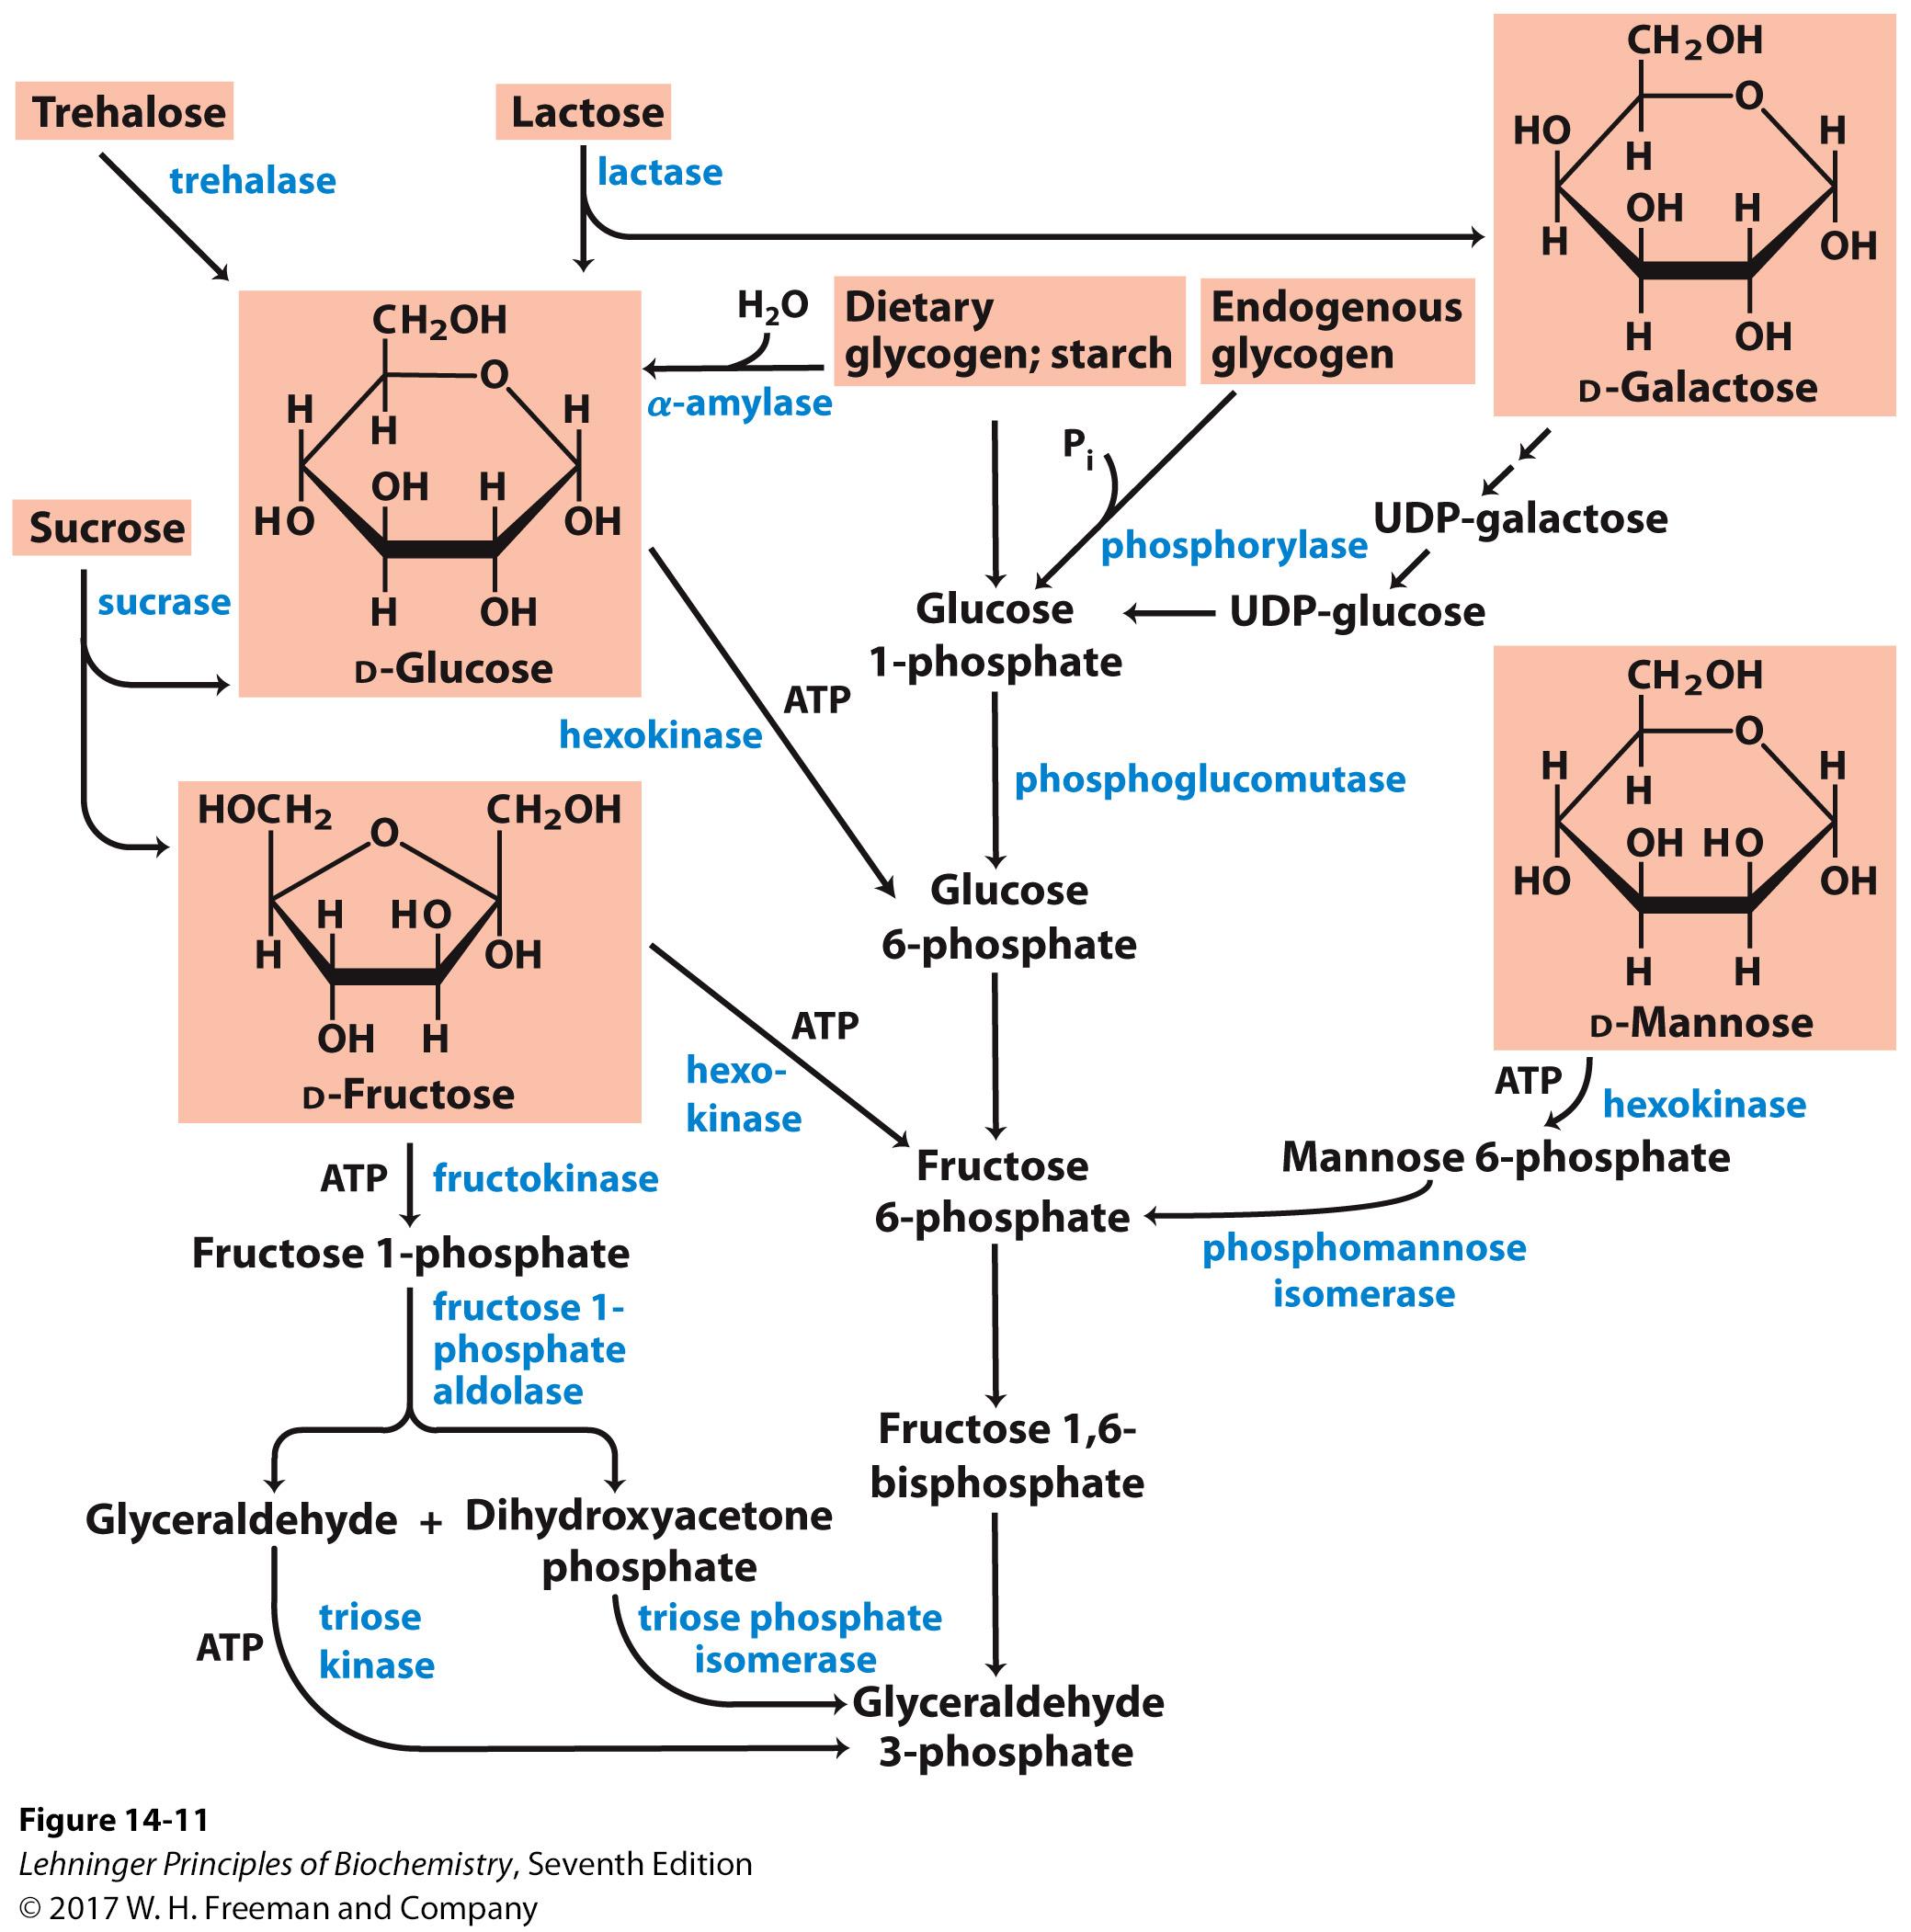 Trehalose
trehalase
Lactose
lactase
CH₂OH
O
HO
H
H
OH
H
H
OH
H
OH
D-Galactose
CH₂OH
O
H
H
H
OH
H
HO
OH
H
OH
D-Glucose
H₂O
α-amylase
Dietary
glycogen; starch
Endogenous
glycogen
Pᵢ
phosphorylase
UDP-galactose
UDP-glucose
Glucose
1-phosphate
Sucrose
sucrase
ATP
hexokinase
phosphoglucomutase
Glucose
6-phosphate
CH₂OH
O
H
H
H
OH HO
HO
OH
H
H
D-Mannose
ATP
hexokinase
Mannose 6-phosphate
phosphomannose
isomerase
HOCH₂
O
CH₂OH
H
HO
H
OH
OH
H
D-Fructose
ATP
hexo-
kinase
Fructose
6-phosphate
ATP
fructokinase
Fructose 1-phosphate
fructose 1-
phosphate
aldolase
Fructose 1,6-
bisphosphate
Glyceraldehyde + Dihydroxyacetone
phosphate
ATP
triose
kinase
triose phosphate
isomerase
Glyceraldehyde
3-phosphate
Figure 14-11
Lehninger Principles of Biochemistry, Seventh Edition
© 2017 W. H. Freeman and Company